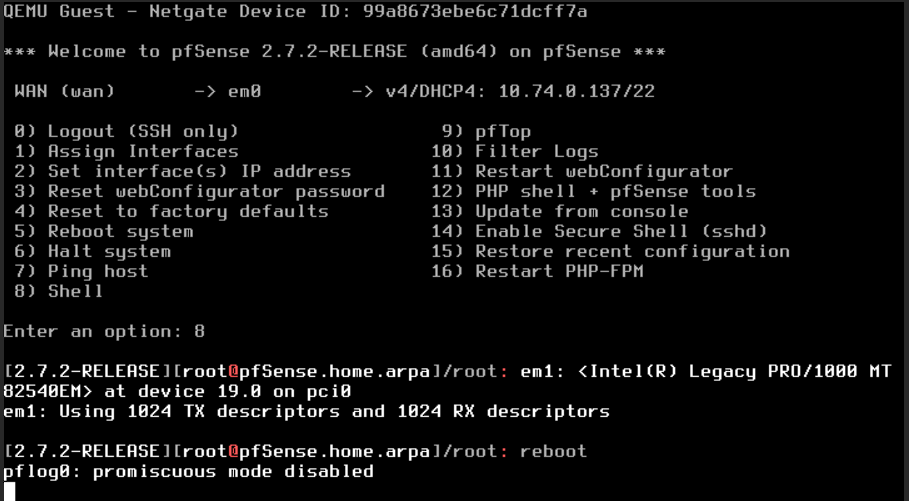 QEMU Guest - Netgate Device ID: 99a8673ebe6c71dcff7a
*** Welcome to pfSense 2.7.2-RELEASE (amd64) on pfSense ***
WAN (wan)       -> em0        -> v4/DHCP4: 10.74.0.137/22
0) Logout (SSH only)                  9) pfTop
1) Assign Interfaces                 10) Filter Logs
2) Set interface(s) IP address       11) Restart webConfigurator
3) Reset webConfigurator password    12) PHP shell + pfSense tools
4) Reset to factory defaults         13) Update from console
5) Reboot system                     14) Enable Secure Shell (sshd)
6) Halt system                       15) Restore recent configuration
7) Ping host                         16) Restart PHP-FPM
8) Shell
Enter an option: 8
[2.7.2-RELEASE][root@pfSense.home.arpa]/root: em1: <Intel(R) Legacy PRO/1000 MT
82540EM> at device 19.0 on pci0
em1: Using 1024 TX descriptors and 1024 RX descriptors
[2.7.2-RELEASE][root@pfSense.home.arpa]/root: reboot
pflog0: promiscuous mode disabled